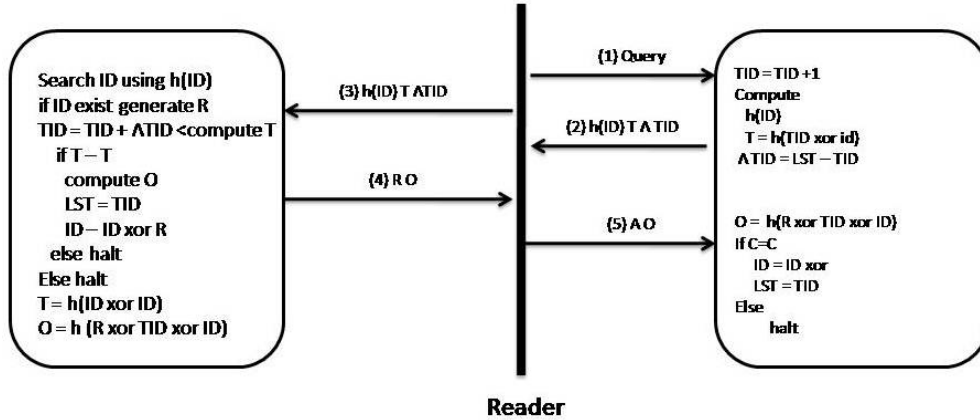 Search ID using h(ID)
if ID exist generate R
TID = TID + ΛTID <compute T
if T – T
compute O
LST = TID
ID – ID xor R
else halt
Else halt
T = h(ID xor ID)
O = h (R xor TID xor ID)
(3) h(ID) T ΛTID
(4) R O
(1) Query
(2) h(ID) T Λ TID
(5) A O
TID = TID +1
Compute
h(ID)
T = h(TID xor id)
Λ TID = LST – TID
O = h(R xor TID xor ID)
If C=C
ID = ID xor
LST = TID
Else
halt
Reader